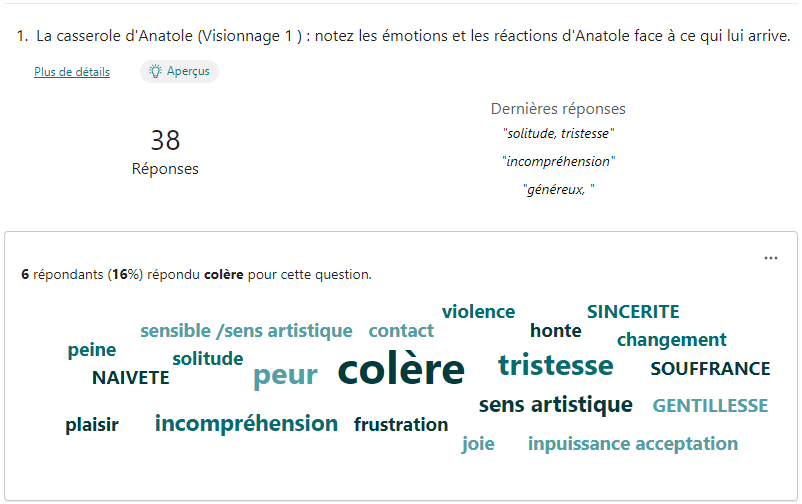 1. La casserole d'Anatole (Visionnage 1 ) : notez les émotions et les réactions d'Anatole face à ce qui lui arrive.
Plus de détails
Aperçus
38
Réponses
Dernières réponses
"solitude, tristesse"
"incompréhension"
"généreux, "
6 répondants (16%) répondu colère pour cette question.
violence
SINCERITE
sensible /sens artistique
contact
honte
changement
peine
solitude
NAIVETE
peur
colère
tristesse
SOUFFRANCE
sens artistique
GENTILLESSE
plaisir
incompréhension
frustration
joie
inpuissance acceptation